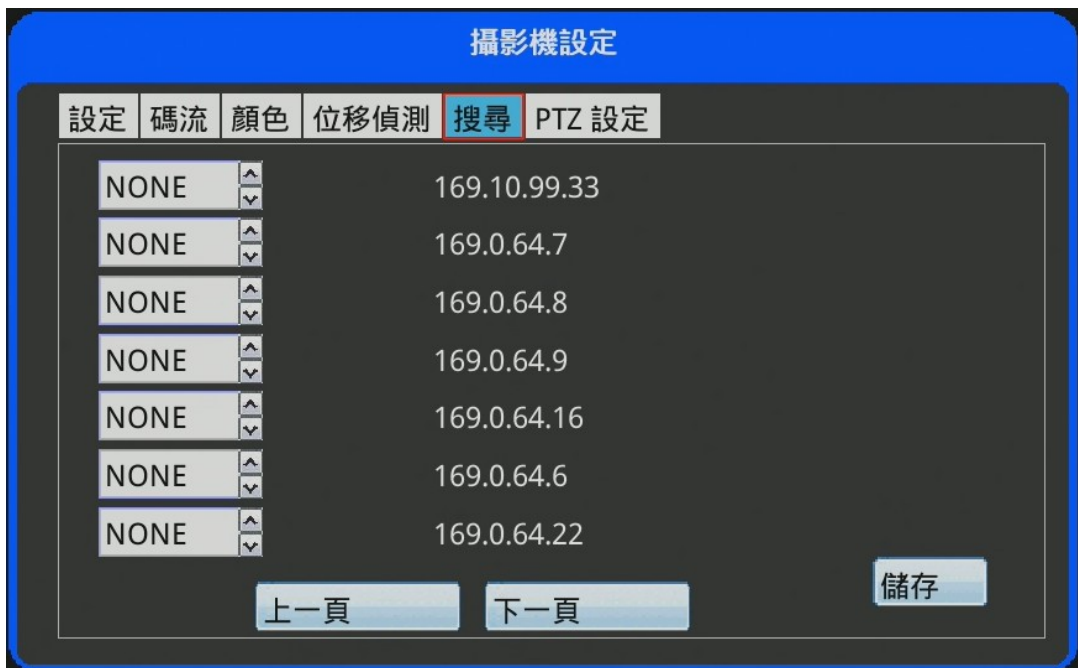 攝影機設定
設定 碼流 顏色 位移偵測 搜尋 PTZ 設定
NONE 169.10.99.33
NONE 169.0.64.7
NONE 169.0.64.8
NONE 169.0.64.9
NONE 169.0.64.16
NONE 169.0.64.6
NONE 169.0.64.22
儲存
上一頁 下一頁